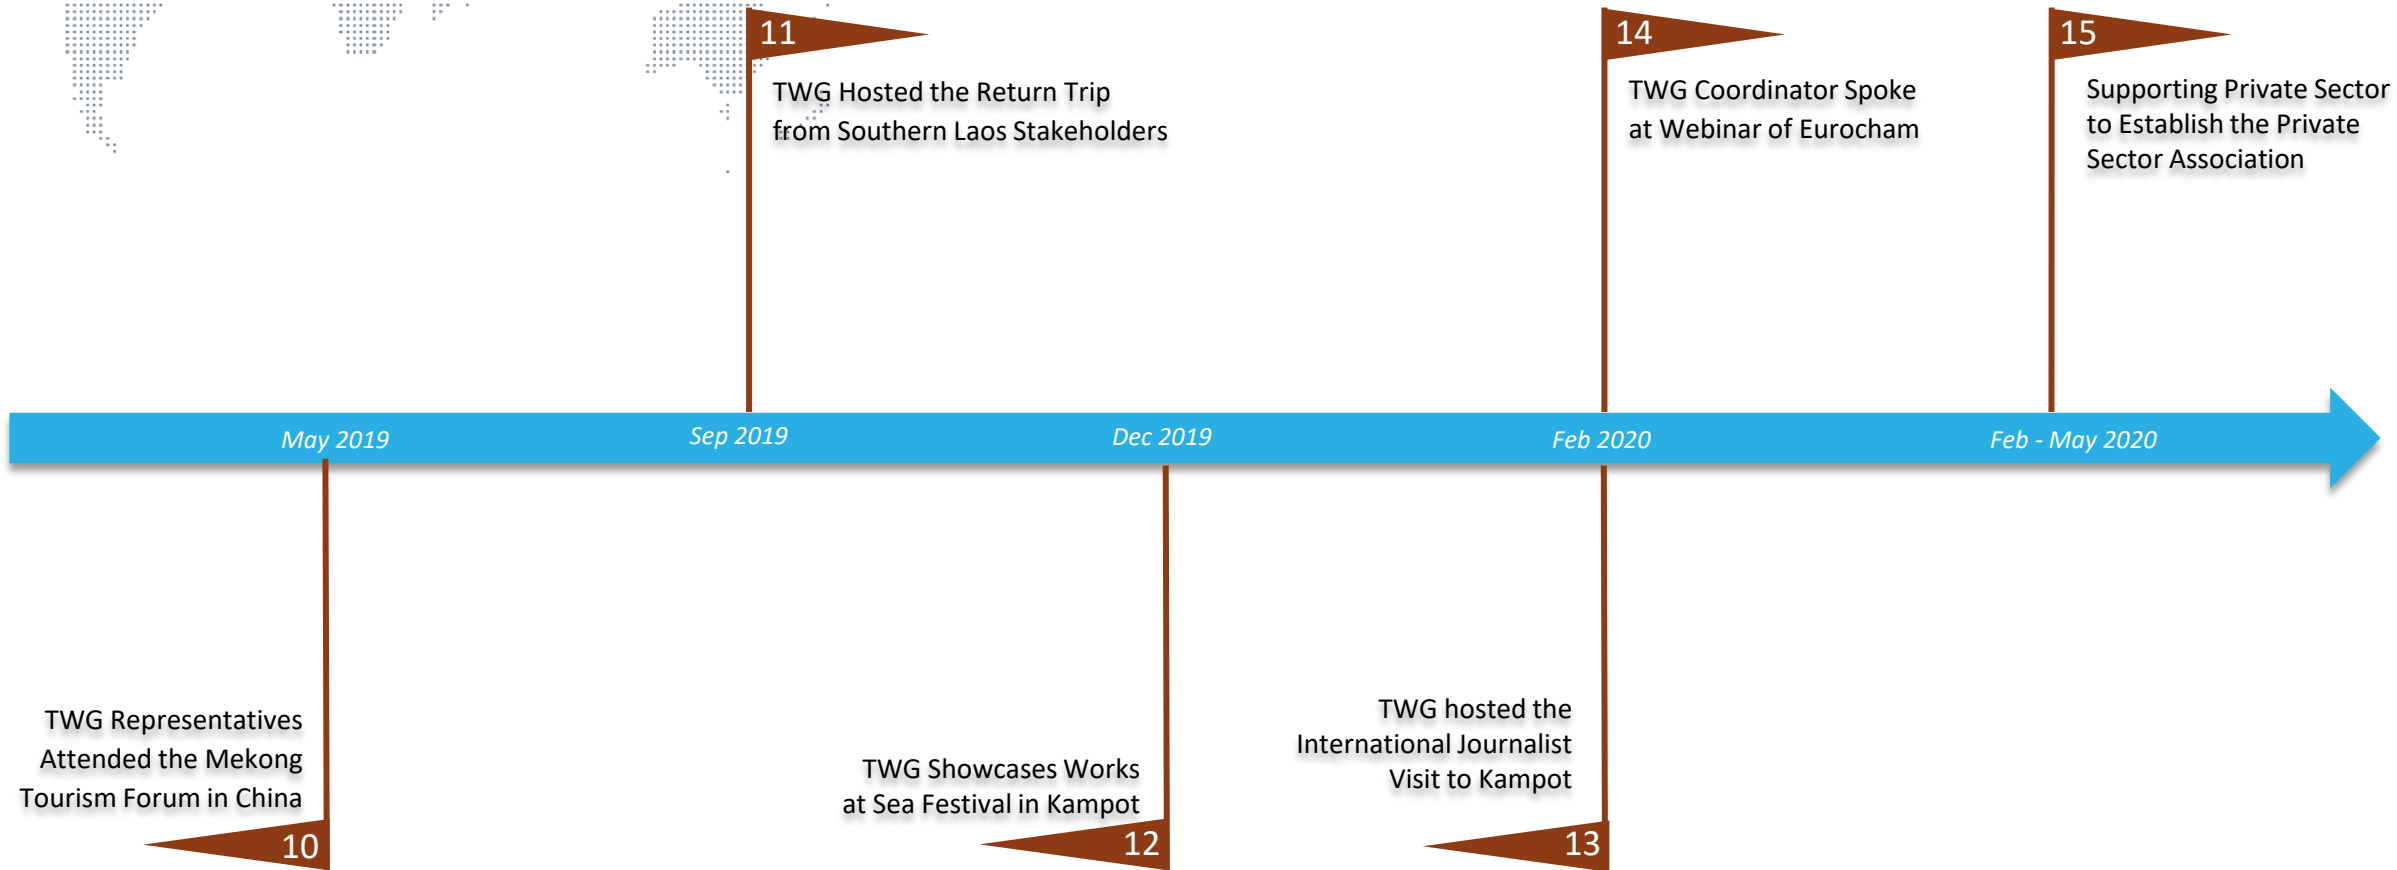 11
TWG Hosted the Return Trip
from Southern Laos Stakeholders
14
TWG Coordinator Spoke
at Webinar of Eurocham
15
Supporting Private Sector
to Establish the Private
Sector Association
May 2019
Sep 2019
Dec 2019
Feb 2020
Feb - May 2020
TWG Representatives
Attended the Mekong
Tourism Forum in China
10
TWG Showcases Works
at Sea Festival in Kampot
12
TWG hosted the
International Journalist
Visit to Kampot
13